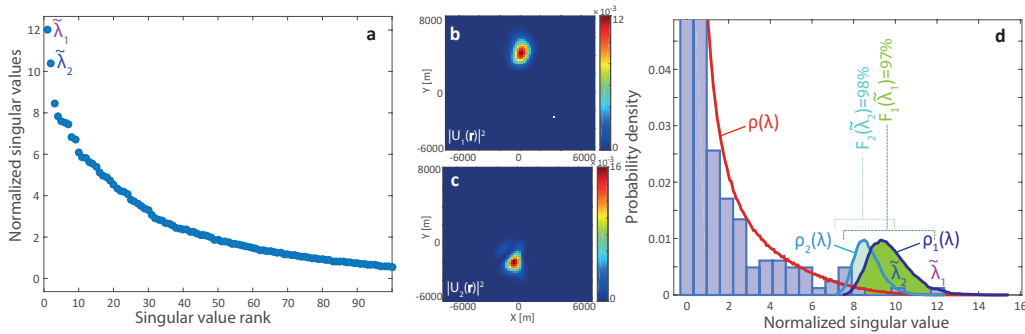 a
λ̃₁
λ̃₂
12
10
8
6
4
2
0
0 10 20 30 40 50 60 70 80 90
Normalized singular values
Singular value rank
b
8000
0
-6000
Y [m]
|U₁(r)|²
-6000 0 6000
12 ×10⁻³
0
c
8000
0
-6000
Y [m]
|U₂(r)|²
-6000 0 6000
X [m]
16 ×10⁻³
0
d
0.04
0.03
0.02
0.01
0
Probability density
ρ(λ)
F₂(λ̃₂)=98%
F₁(λ̃₁)=97%
ρ₂(λ)
ρ₁(λ)
λ̃₂
λ̃₁
0 2 4 6 8 10 12 14 16
Normalized singular value